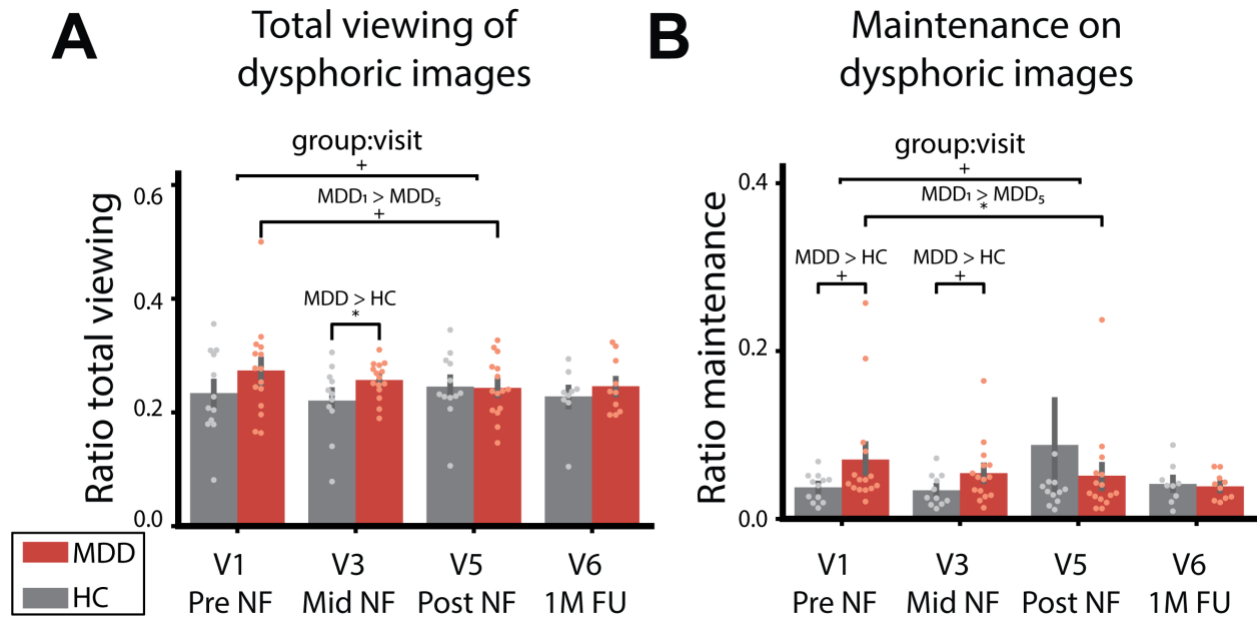 A
Total viewing of
dysphoric images
group:visit
+
MDD₁ > MDD₅
+
MDD > HC
*
Ratio total viewing
0.6
0.4
0.2
0.0
V1
Pre NF
V3
Mid NF
V5
Post NF
V6
1M FU
MDD
HC
B
Maintenance on
dysphoric images
group:visit
+
MDD₁ > MDD₅
*
MDD > HC
+
MDD > HC
+
Ratio maintenance
0.4
0.2
0.0
V1
Pre NF
V3
Mid NF
V5
Post NF
V6
1M FU